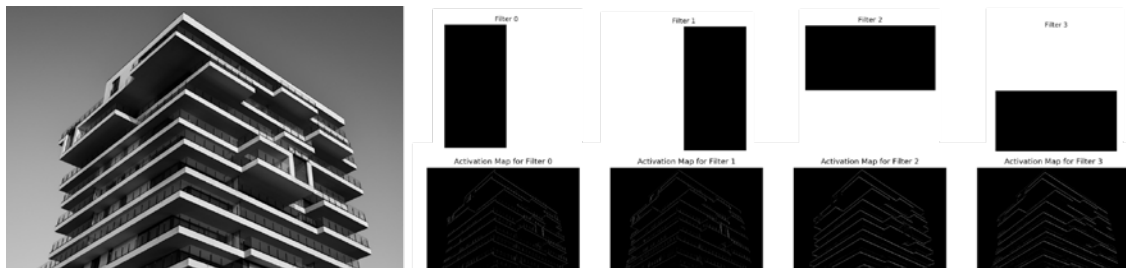 Filter 0
Filter 1
Filter 2
Filter 3
Activation Map for Filter 0
Activation Map for Filter 1
Activation Map for Filter 2
Activation Map for Filter 3